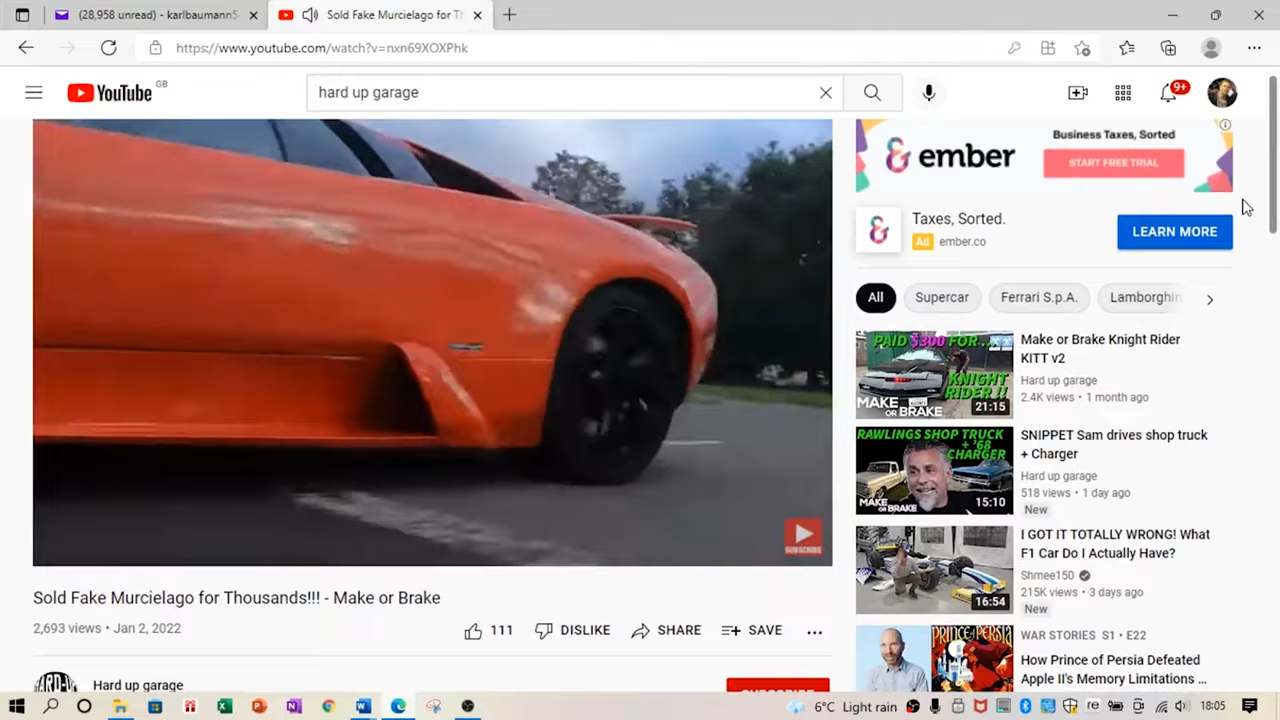 (28,958 unread) - karlbaumann5-
Sold Fake Murcielago for Th
https://www.youtube.com/watch?v=nxn69XOXPhk
YouTube GB
hard up garage
9+
ember
Business Taxes, Sorted
START FREE TRIAL
Taxes, Sorted.
Ad ember.co
LEARN MORE
All
Supercar
Ferrari S.p.A.
Lamborghin
PAID $300 FOR...
KNIGHT
RIDER!!
MAKE
OR BRAKE
21:15
Make or Brake Knight Rider
KITT v2
Hard up garage
2.4K views • 1 month ago
RAWLINGS SHOP TRUCK
+ '68
CHARGER
MAKE
OR BRAKE
15:10
SNIPPET Sam drives shop truck
+ Charger
Hard up garage
518 views • 1 day ago
New
16:54
I GOT IT TOTALLY WRONG! What
F1 Car Do I Actually Have?
Shmee150
215K views • 3 days ago
New
SUBSCRIBE
Sold Fake Murcielago for Thousands!!! - Make or Brake
2,693 views • Jan 2, 2022
111
DISLIKE
SHARE
SAVE
PRINCE
PERSIA
WAR STORIES S1 • E22
How Prince of Persia Defeated
Apple II's Memory Limitations ...
Hard up garage
SUBSCRIBE
6°C Light rain
re
18:05